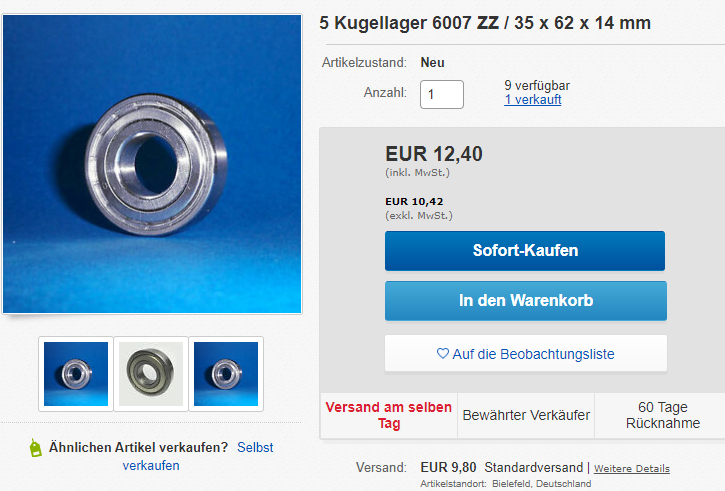 5 Kugellager 6007 ZZ / 35 x 62 x 14 mm
Artikelzustand: Neu
Anzahl: 1
9 verfügbar
1 verkauft
EUR 12,40
(inkl. MwSt.)
EUR 10,42
(exkl. MwSt.)
Sofort-Kaufen
In den Warenkorb
Auf die Beobachtungsliste
Versand am selben
Tag
Bewährter Verkäufer
60 Tage
Rücknahme
Ähnlichen Artikel verkaufen? Selbst
verkaufen
Versand: EUR 9,80 Standardversand | Weitere Details
Artikelstandort: Bielefeld, Deutschland